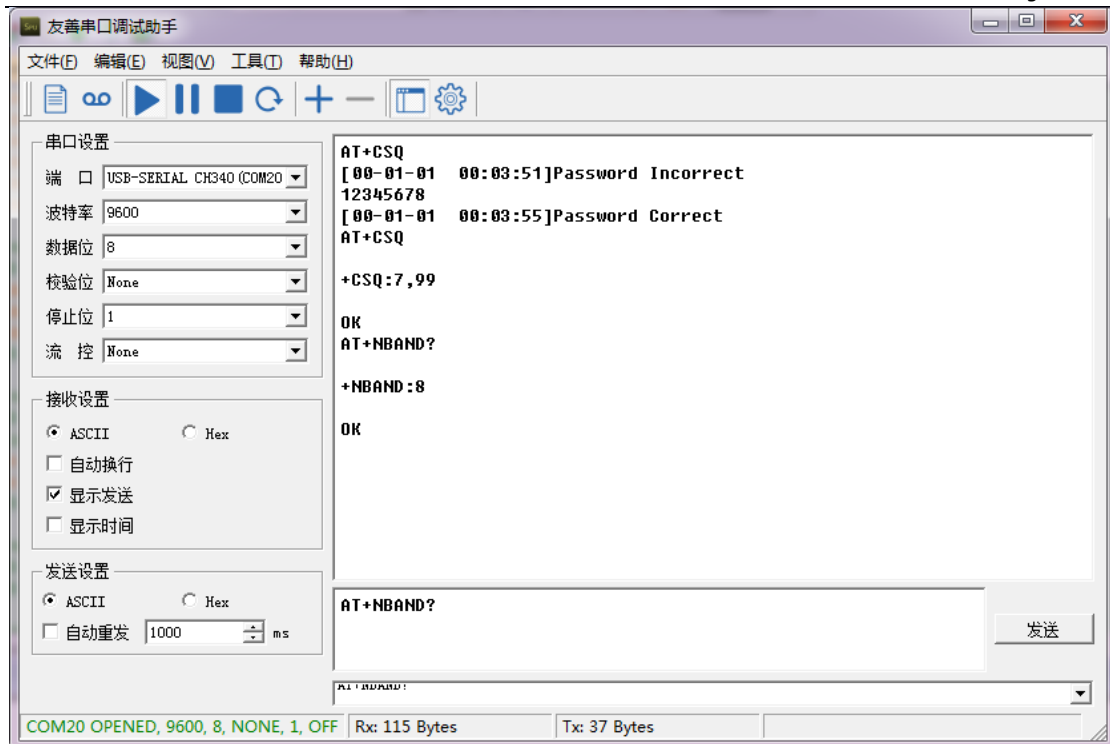 友善串口调试助手
文件(F) 编辑(E) 视图(V) 工具(T) 帮助(H)
串口设置
端 口 USB-SERIAL CH340(COM20
波特率 9600
数据位 8
校验位 None
停止位 1
流 控 None
接收设置
ASCII Hex
自动换行
显示发送
显示时间
发送设置
ASCII Hex
自动重发 1000 ms
AT+CSQ
[00-01-01 00:03:51]Password Incorrect
12345678
[00-01-01 00:03:55]Password Correct
AT+CSQ
+CSQ:7,99
OK
AT+NBAND?
+NBAND:8
OK
AT+NBAND?
发送
AT+NBAND?
COM20 OPENED, 9600, 8, NONE, 1, OFF Rx: 115 Bytes Tx: 37 Bytes